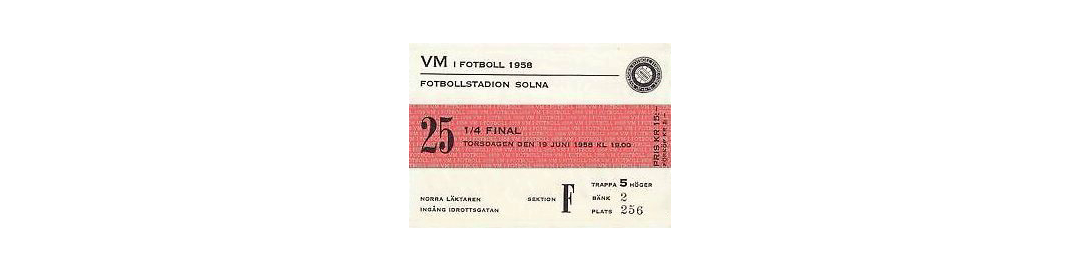 VM I FOTBOLL 1958
FOTBOLLSTADION SOLNA
25
1/4 FINAL
TORSDAGEN DEN 19 JUNI 1958 KL 19.00
PRIS KR 15:—
NORRA LÄKTAREN
INGÅNG IDROTTSGATAN
SEKTION F
TRAPPA 5 HÖGER
BÄNK 2
PLATS 256